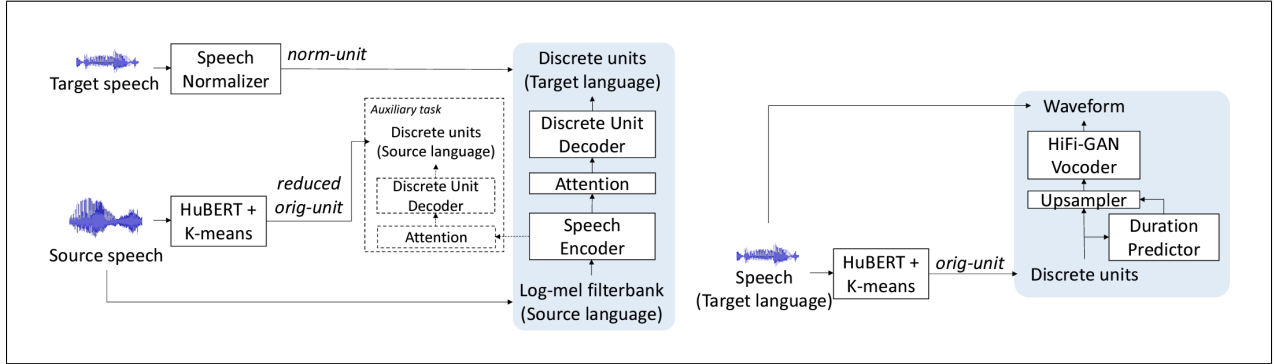 Target speech
Speech
Normalizer
norm-unit
Discrete units
(Target language)
Auxiliary task
Discrete units
(Source language)
Discrete Unit
Decoder
Attention
Source speech
HuBERT +
K-means
reduced
orig-unit
Discrete Unit
Decoder
Attention
Speech
Encoder
Log-mel filterbank
(Source language)
Speech
(Target language)
HuBERT +
K-means
orig-unit
Waveform
HiFi-GAN
Vocoder
Upsampler
Duration
Predictor
Discrete units